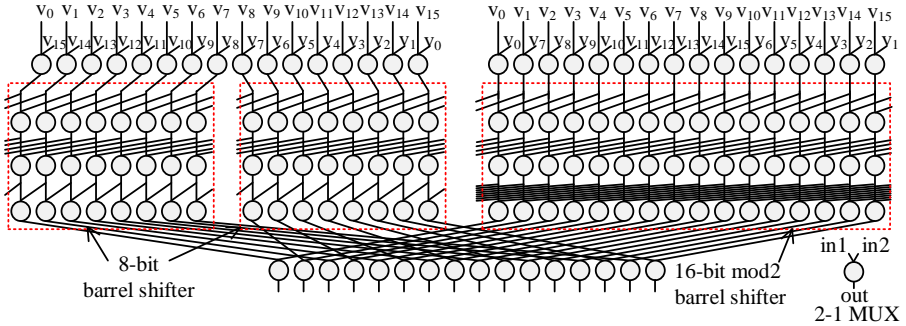 v0 v1 v2 v3 v4 v5 v6 v7 v8 v9 v10 v11 v12 v13 v14 v15 v0 v1 v2 v3 v4 v5 v6 v7 v8 v9 v10 v11 v12 v13 v14 v15
v15 v14 v13 v12 v11 v10 v9 v8 v7 v6 v5 v4 v3 v2 v1 v0 v0 v7 v8 v9 v10 v11 v12 v13 v14 v15 v6 v5 v4 v3 v2 v1
8-bit
barrel shifter
16-bit mod2
barrel shifter
in1 in2
out
2-1 MUX